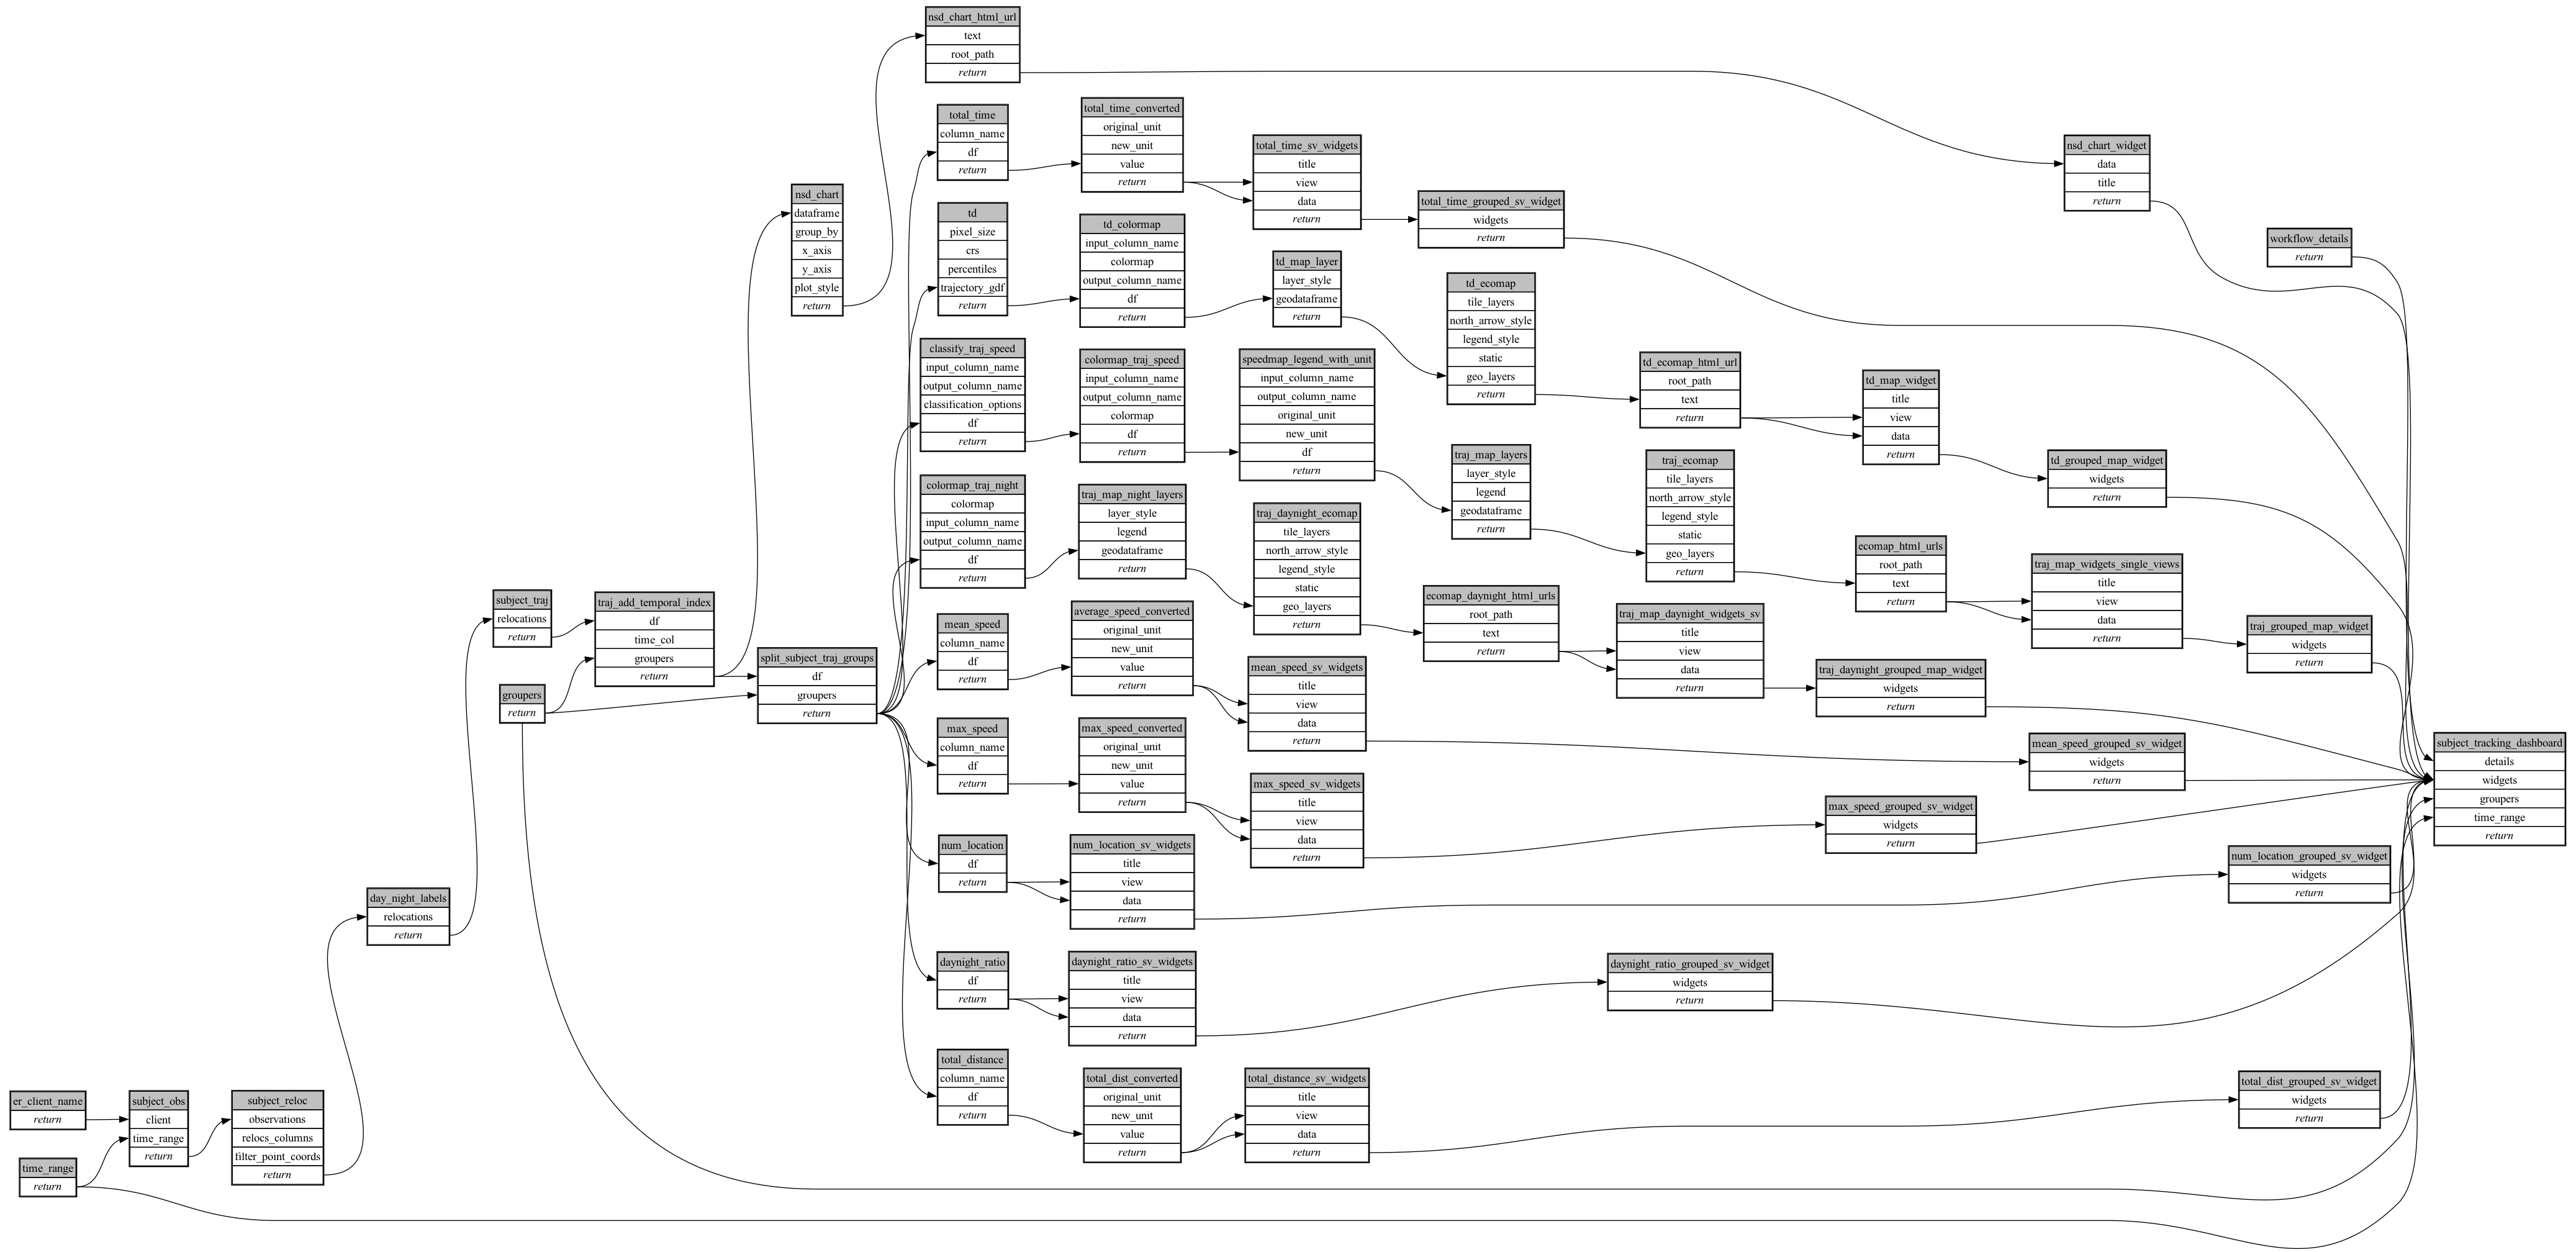 nsd_chart_html_url
text
root_path
return
total_time
column_name
df
return
total_time_converted
original_unit
new_unit
value
return
total_time_sv_widgets
title
view
data
return
total_time_grouped_sv_widget
widgets
return
nsd_chart_widget
data
title
return
workflow_details
return
nsd_chart
dataframe
group_by
x_axis
y_axis
plot_style
return
td
pixel_size
crs
percentiles
trajectory_gdf
return
td_colormap
input_column_name
colormap
output_column_name
df
return
td_map_layer
layer_style
geodataframe
return
td_ecomap
tile_layers
north_arrow_style
legend_style
static
geo_layers
return
td_ecomap_html_url
root_path
text
return
td_map_widget
title
view
data
return
td_grouped_map_widget
widgets
return
classify_traj_speed
input_column_name
output_column_name
classification_options
df
return
colormap_traj_speed
input_column_name
output_column_name
colormap
df
return
speedmap_legend_with_unit
input_column_name
output_column_name
original_unit
new_unit
df
return
traj_map_layers
layer_style
legend
geodataframe
return
traj_ecomap
tile_layers
north_arrow_style
legend_style
static
geo_layers
return
ecomap_html_urls
root_path
text
return
traj_map_widgets_single_views
title
view
data
return
traj_grouped_map_widget
widgets
return
colormap_traj_night
colormap
input_column_name
output_column_name
df
return
traj_map_night_layers
layer_style
legend
geodataframe
return
traj_daynight_ecomap
tile_layers
north_arrow_style
legend_style
static
geo_layers
return
ecomap_daynight_html_urls
root_path
text
return
traj_map_daynight_widgets_sv
title
view
data
return
traj_daynight_grouped_map_widget
widgets
return
subject_traj
relocations
return
traj_add_temporal_index
df
time_col
groupers
return
groupers
return
split_subject_traj_groups
df
groupers
return
mean_speed
column_name
df
return
average_speed_converted
original_unit
new_unit
value
return
mean_speed_sv_widgets
title
view
data
return
mean_speed_grouped_sv_widget
widgets
return
subject_tracking_dashboard
details
widgets
groupers
time_range
return
max_speed
column_name
df
return
max_speed_converted
original_unit
new_unit
value
return
max_speed_sv_widgets
title
view
data
return
max_speed_grouped_sv_widget
widgets
return
num_location
df
return
num_location_sv_widgets
title
view
data
return
num_location_grouped_sv_widget
widgets
return
day_night_labels
relocations
return
daynight_ratio
df
return
daynight_ratio_sv_widgets
title
view
data
return
daynight_ratio_grouped_sv_widget
widgets
return
total_distance
column_name
df
return
total_dist_converted
original_unit
new_unit
value
return
total_distance_sv_widgets
title
view
data
return
total_dist_grouped_sv_widget
widgets
return
er_client_name
return
subject_obs
client
time_range
return
subject_reloc
observations
relocs_columns
filter_point_coords
return
time_range
return